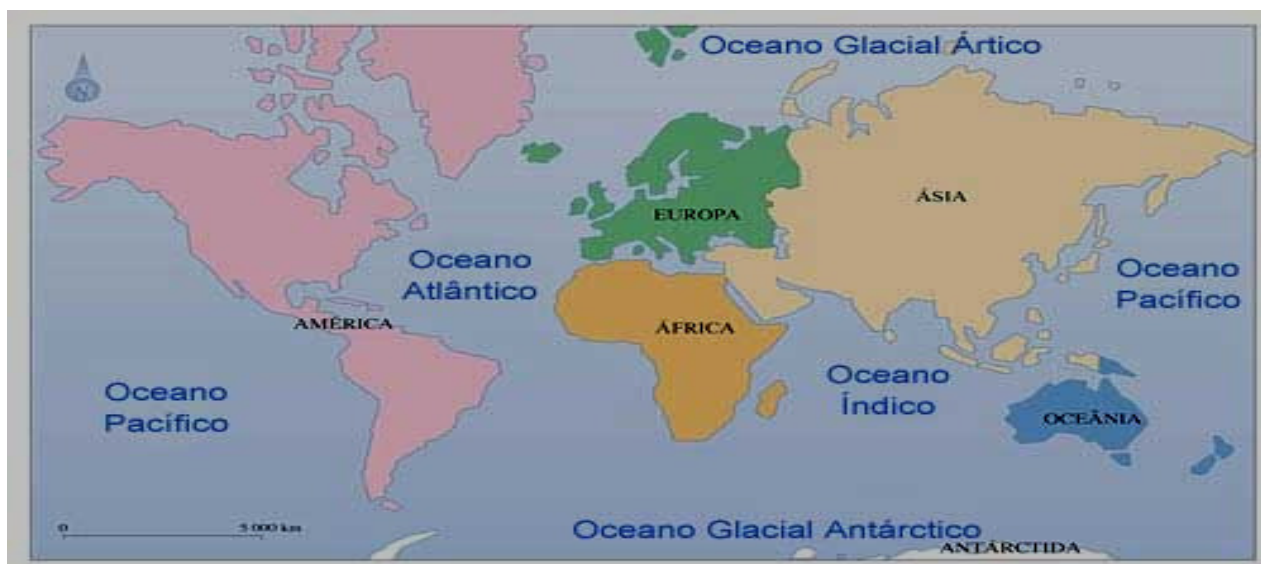 Oceano Glacial Ártico
N
ÁSIA
EUROPA
Oceano
Atlântico
Oceano
Pacífico
AMÉRICA
ÁFRICA
Oceano
Índico
Oceano
Pacífico
OCEÂNIA
0 5 000 km
Oceano Glacial Antárctico
ANTÁRCTIDA